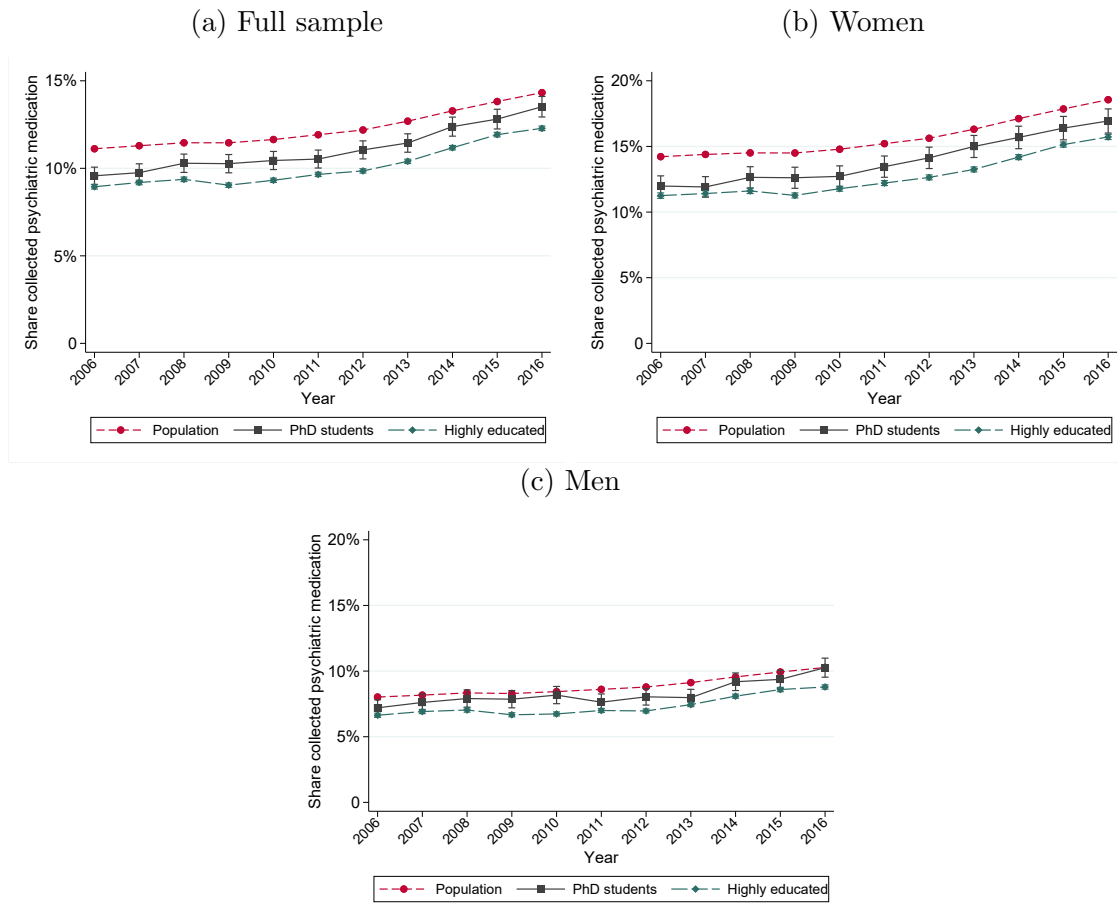 (a) Full sample
Share collected psychiatric medication
15%
10%
5%
0
2006 2007 2008 2009 2010 2011 2012 2013 2014 2015 2016
Year
Population PhD students Highly educated
(b) Women
Share collected psychiatric medication
20%
15%
10%
5%
0
2006 2007 2008 2009 2010 2011 2012 2013 2014 2015 2016
Year
Population PhD students Highly educated
(c) Men
Share collected psychiatric medication
20%
15%
10%
5%
0
2006 2007 2008 2009 2010 2011 2012 2013 2014 2015 2016
Year
Population PhD students Highly educated